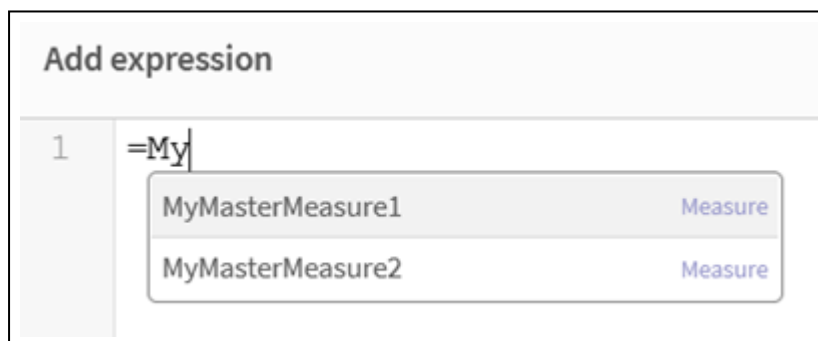 Add expression
1 =My
MyMasterMeasure1 Measure
MyMasterMeasure2 Measure